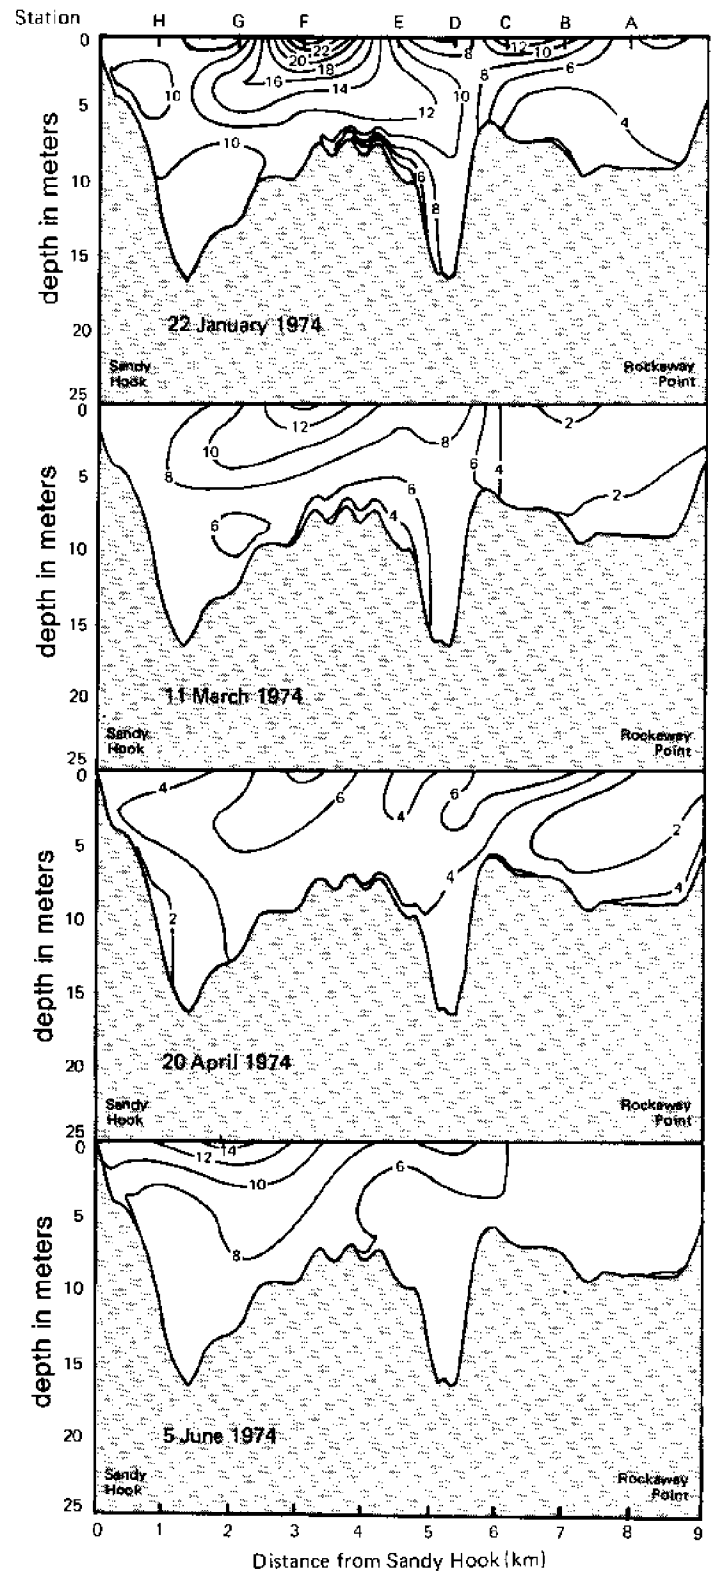 Station H G F E D C B A
0
22
20
18
12
10
8
16
14
8
6
10
10
12
4
5
10
10
6
8
15
depth in meters
20
22 January 1974
Sandy
Hook
Rockaway
Point
25
0
12
2
10
8
8
6
4
2
5
6
6
4
10
15
depth in meters
20
11 March 1974
Sandy
Hook
Rockaway
Point
25
0
4
6
4
6
2
5
4
4
2
10
15
depth in meters
20
20 April 1974
Sandy
Hook
Rockaway
Point
25
0
14
12
10
6
8
5
10
15
depth in meters
20
5 June 1974
Sandy
Hook
Rockaway
Point
25
0 1 2 3 4 5 6 7 8 9
Distance from Sandy Hook (km)